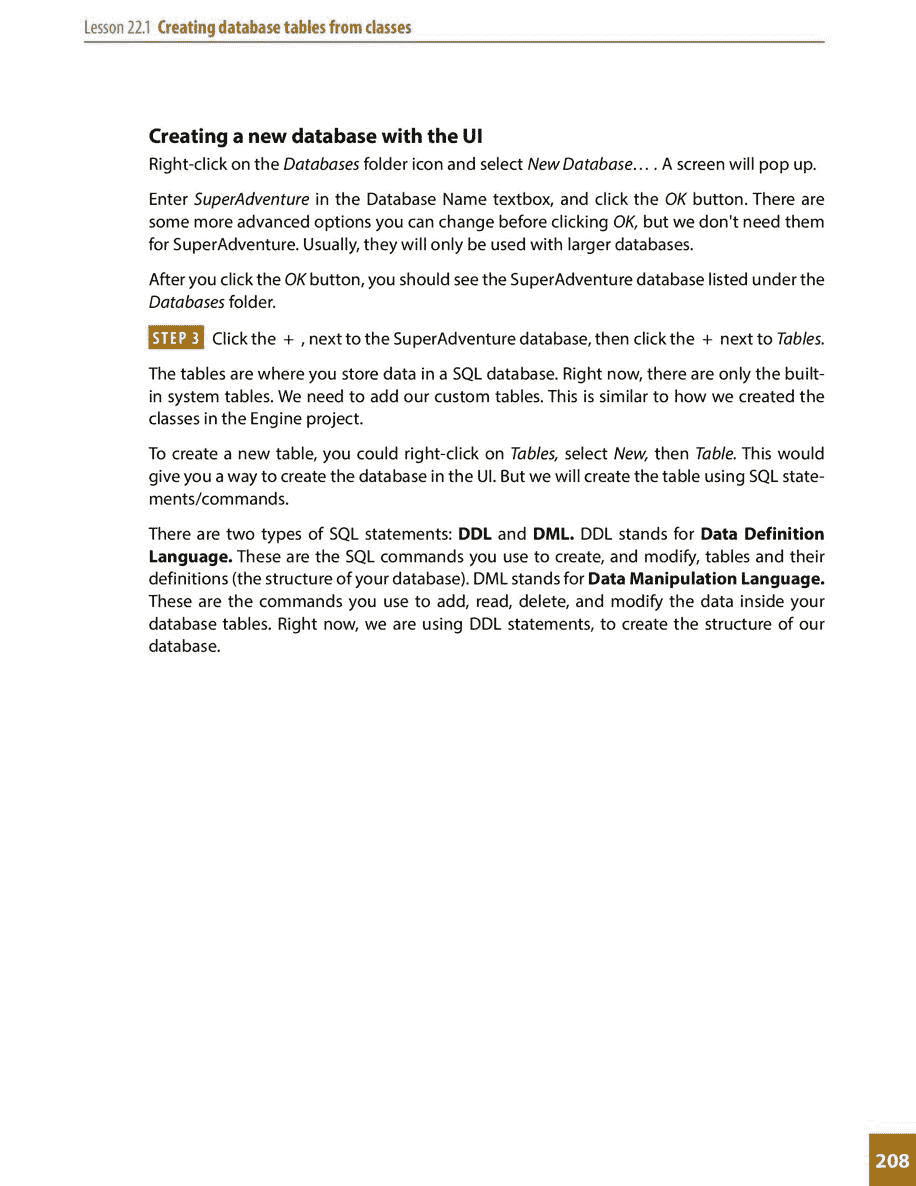 Lesson 22.1 Creating database tables from classes
Creating a new database with the UI
Right-click on the Databases folder icon and select New Database… . A screen will pop up.
Enter SuperAdventure in the Database Name textbox, and click the OK button. There are
some more advanced options you can change before clicking OK, but we don't need them
for SuperAdventure. Usually, they will only be used with larger databases.
After you click the OK button, you should see the SuperAdventure database listed under the
Databases folder.
STEP 3 Click the + , next to the SuperAdventure database, then click the + next to Tables.
The tables are where you store data in a SQL database. Right now, there are only the built-
in system tables. We need to add our custom tables. This is similar to how we created the
classes in the Engine project.
To create a new table, you could right-click on Tables, select New, then Table. This would
give you a way to create the database in the UI. But we will create the table using SQL state-
ments/commands.
There are two types of SQL statements: DDL and DML. DDL stands for Data Definition
Language. These are the SQL commands you use to create, and modify, tables and their
definitions (the structure of your database). DML stands for Data Manipulation Language.
These are the commands you use to add, read, delete, and modify the data inside your
database tables. Right now, we are using DDL statements, to create the structure of our
database.
208